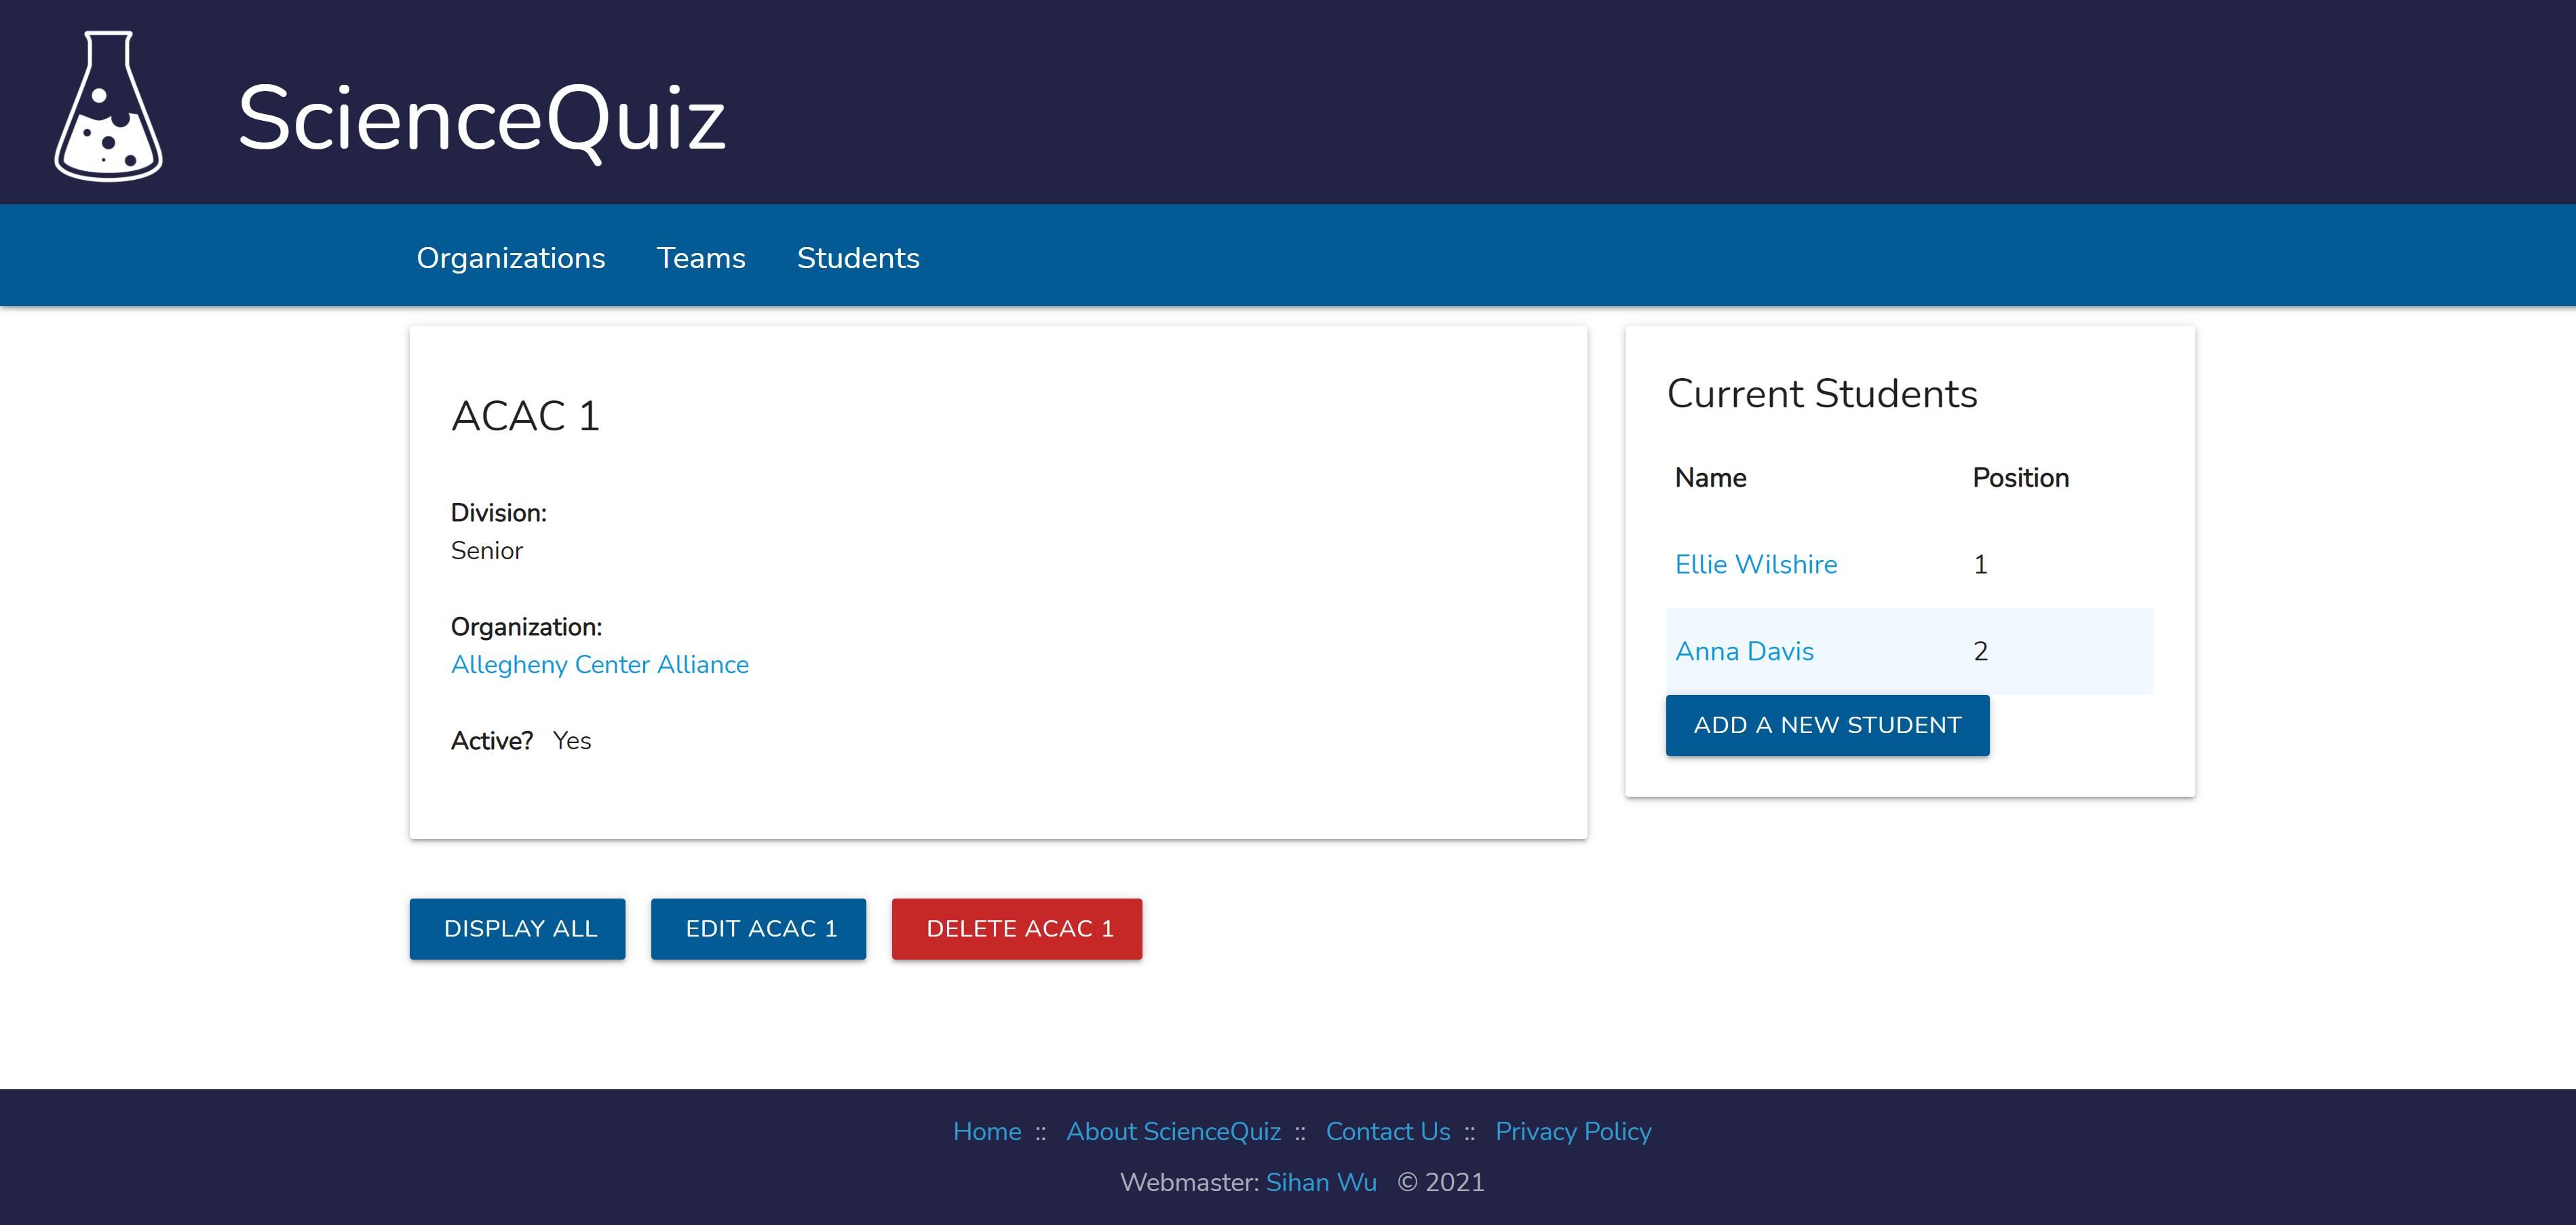 ScienceQuiz
Organizations Teams Students
ACAC 1
Division:
Senior
Organization:
Allegheny Center Alliance
Active? Yes
Current Students
Name Position
Ellie Wilshire 1
Anna Davis 2
ADD A NEW STUDENT
DISPLAY ALL EDIT ACAC 1 DELETE ACAC 1
Home :: About ScienceQuiz :: Contact Us :: Privacy Policy
Webmaster: Sihan Wu © 2021